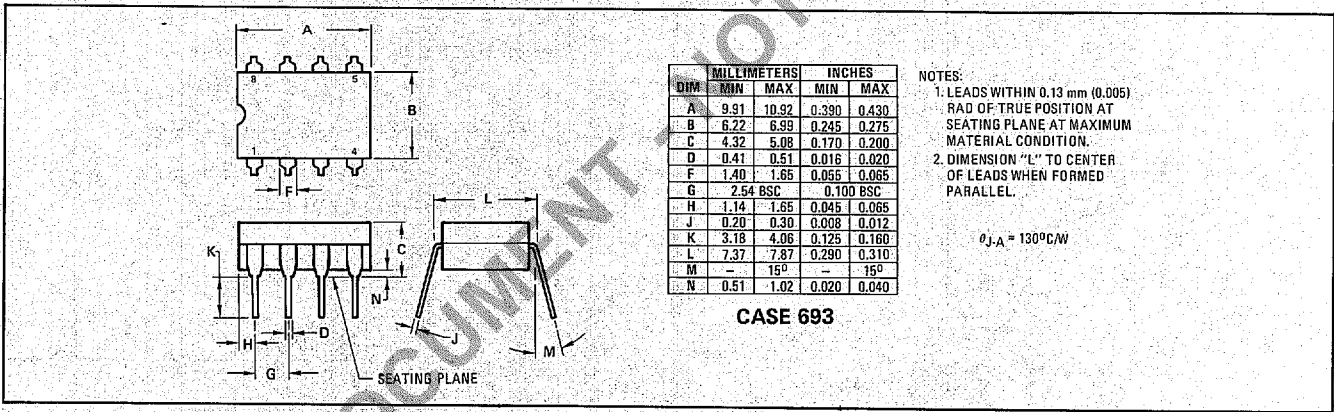 DOCUMENT - NOT
A
8 5
B
1 4
F
L
K
C
N
D
J
H
M
G
SEATING PLANE
DIM MILLIMETERS INCHES
MIN MAX MIN MAX
A 9.91 10.92 0.390 0.430
B 6.22 6.99 0.245 0.275
C 4.32 5.08 0.170 0.200
D 0.41 0.51 0.016 0.020
F 1.40 1.65 0.055 0.065
G 2.54 BSC 0.100 BSC
H 1.14 1.65 0.045 0.065
J 0.20 0.30 0.008 0.012
K 3.18 4.06 0.125 0.160
L 7.37 7.87 0.290 0.310
M – 15° – 15°
N 0.51 1.02 0.020 0.040
CASE 693
NOTES:
1. LEADS WITHIN 0.13 mm (0.005)
RAD OF TRUE POSITION AT
SEATING PLANE AT MAXIMUM
MATERIAL CONDITION.
2. DIMENSION "L" TO CENTER
OF LEADS WHEN FORMED
PARALLEL.
θJ-A = 130°C/W